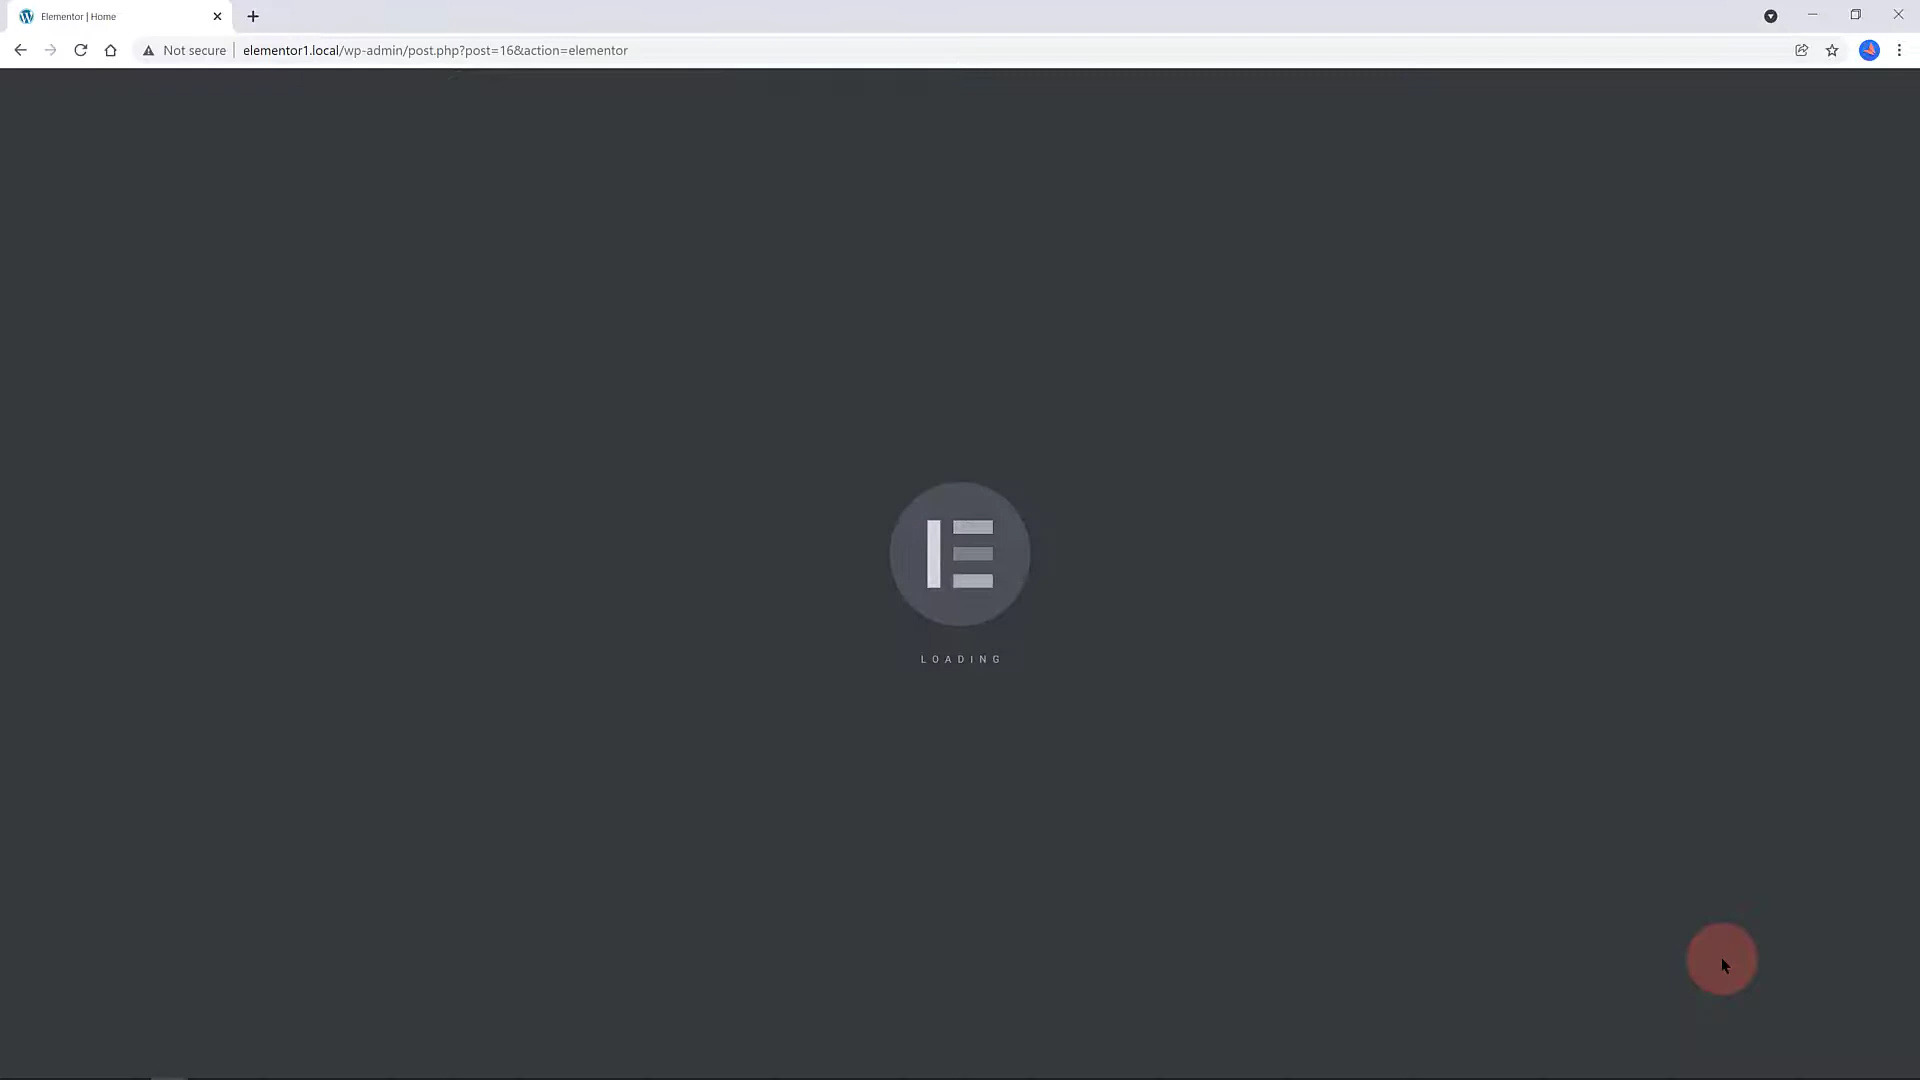 Elementor | Home
Not secure
elementor1.local/wp-admin/post.php?post=16&action=elementor
LOADING